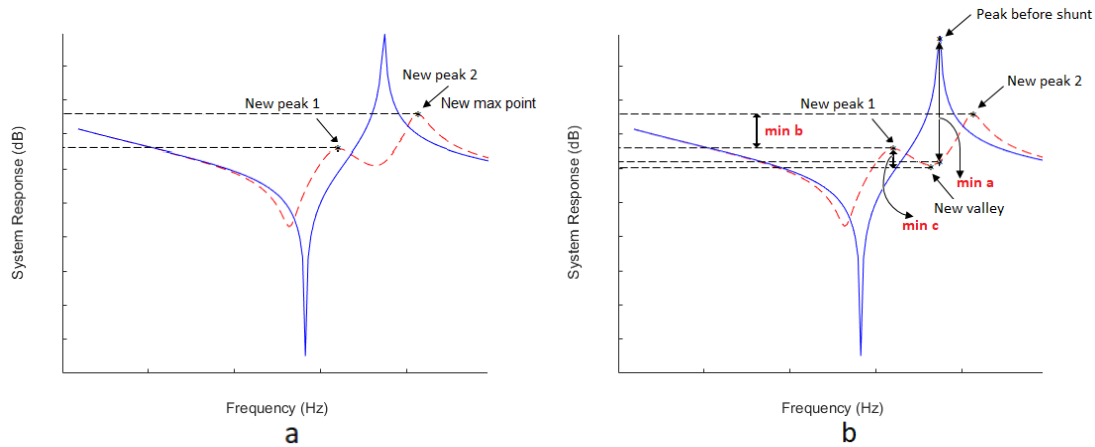 System Response (dB)
New peak 1
New peak 2
New max point
Frequency (Hz)
a
System Response (dB)
Peak before shunt
New peak 2
New peak 1
min b
min a
New valley
min c
Frequency (Hz)
b